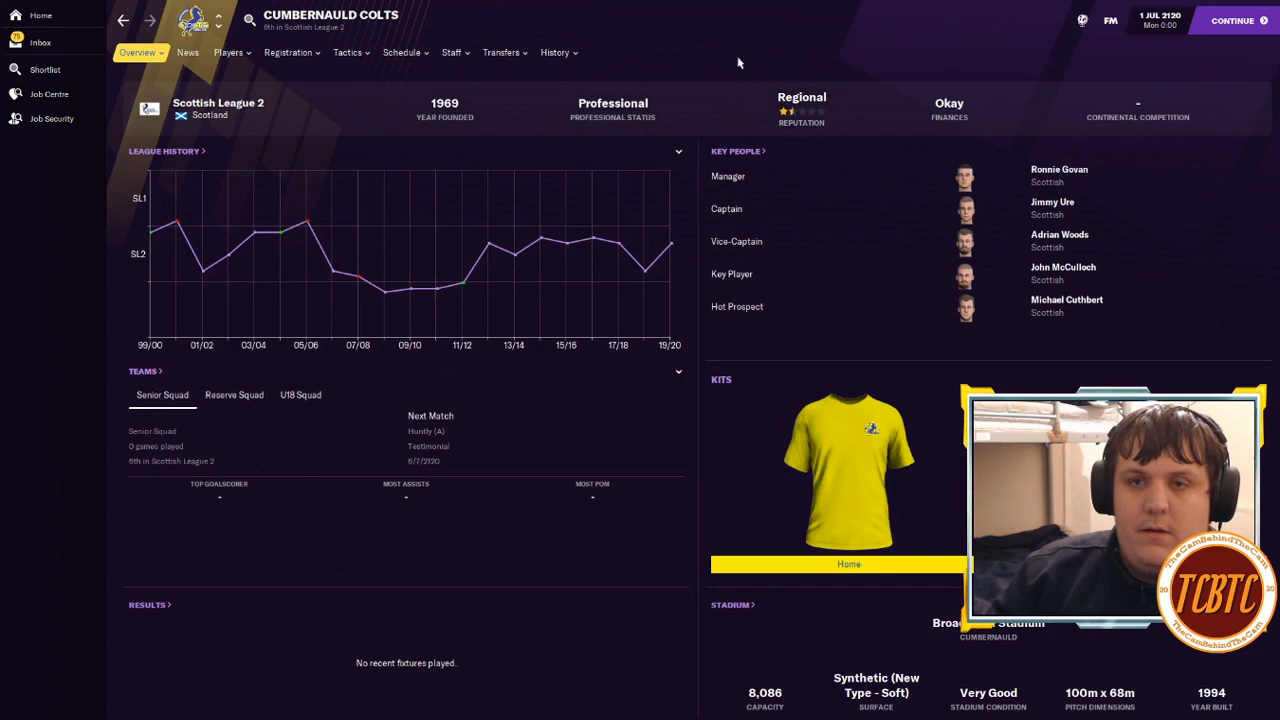 Home
Inbox
75
Shortlist
Job Centre
Job Security
CUMBERNAULD COLTS
6th in Scottish League 2
FM
1 JUL 2120
Mon 0:00
CONTINUE
Overview
News
Players
Registration
Tactics
Schedule
Staff
Transfers
History
Scottish League 2
Scotland
1969
YEAR FOUNDED
Professional
PROFESSIONAL STATUS
Regional
REPUTATION
Okay
FINANCES
-
CONTINENTAL COMPETITION
LEAGUE HISTORY >
SL1
SL2
99/00 01/02 03/04 05/06 07/08 09/10 11/12 13/14 15/16 17/18 19/20
KEY PEOPLE >
Manager
Ronnie Govan
Scottish
Captain
Jimmy Ure
Scottish
Vice-Captain
Adrian Woods
Scottish
Key Player
John McCulloch
Scottish
Hot Prospect
Michael Cuthbert
Scottish
TEAMS >
Senior Squad
Reserve Squad
U18 Squad
Senior Squad
0 games played
6th in Scottish League 2
Next Match
Huntly (A)
Testimonial
6/7/2120
TOP GOALSCORER
-
MOST ASSISTS
-
MOST POM
-
RESULTS >
No recent fixtures played.
KITS
Home
STADIUM >
Stadium
CUMBERNAULD
8,086
CAPACITY
Synthetic (New
Type - Soft)
SURFACE
Very Good
STADIUM CONDITION
100m x 68m
PITCH DIMENSIONS
1994
YEAR BUILT
TheCamBehindTheCam
20 TCBTC 20
TheCamBehindTheCam